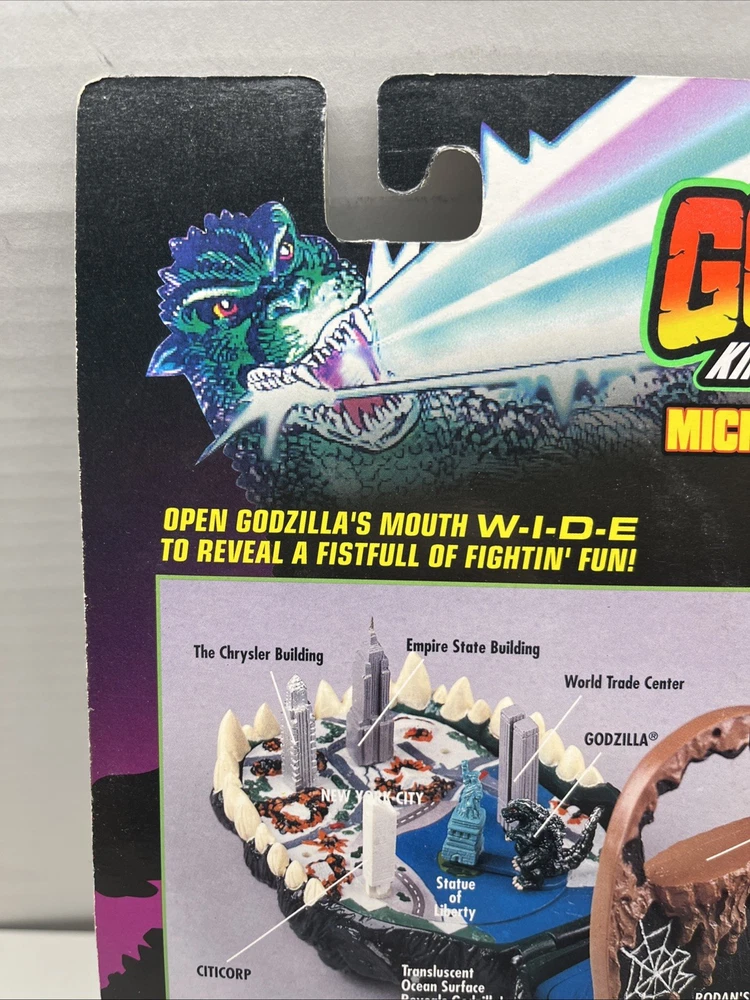 OPEN GODZILLA'S MOUTH W-I-D-E
TO REVEAL A FISTFULL OF FIGHTIN' FUN!
The Chrysler Building
Empire State Building
World Trade Center
GODZILLA®
NEW YORK CITY
Statue
of
Liberty
CITICORP
Translucent
Ocean Surface
RODAN'S